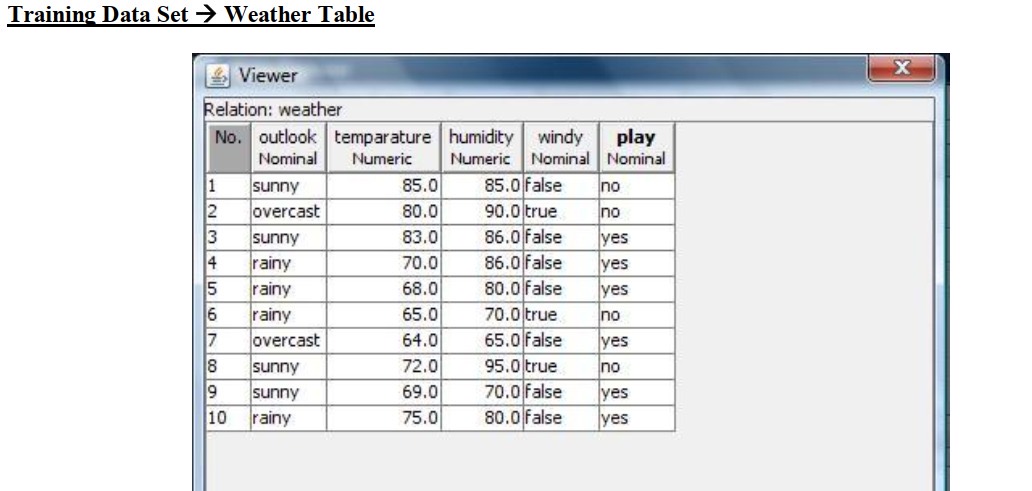 Training Data Set → Weather Table
Viewer
X
Relation: weather
No. outlook temparature humidity windy play
Nominal Numeric Numeric Nominal Nominal
1 sunny 85.0 85.0 false no
2 overcast 80.0 90.0 true no
3 sunny 83.0 86.0 false yes
4 rainy 70.0 86.0 false yes
5 rainy 68.0 80.0 false yes
6 rainy 65.0 70.0 true no
7 overcast 64.0 65.0 false yes
8 sunny 72.0 95.0 true no
9 sunny 69.0 70.0 false yes
10 rainy 75.0 80.0 false yes